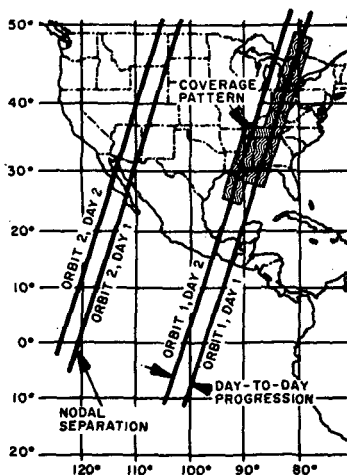 50°
40°
30°
20°
10°
0°
10°
20°
120°
110°
100°
90°
80°
COVERAGE
PATTERN
ORBIT 2, DAY 2
ORBIT 2, DAY 1
ORBIT 1, DAY 2
ORBIT 1, DAY 1
NODAL
SEPARATION
DAY-TO-DAY
PROGRESSION